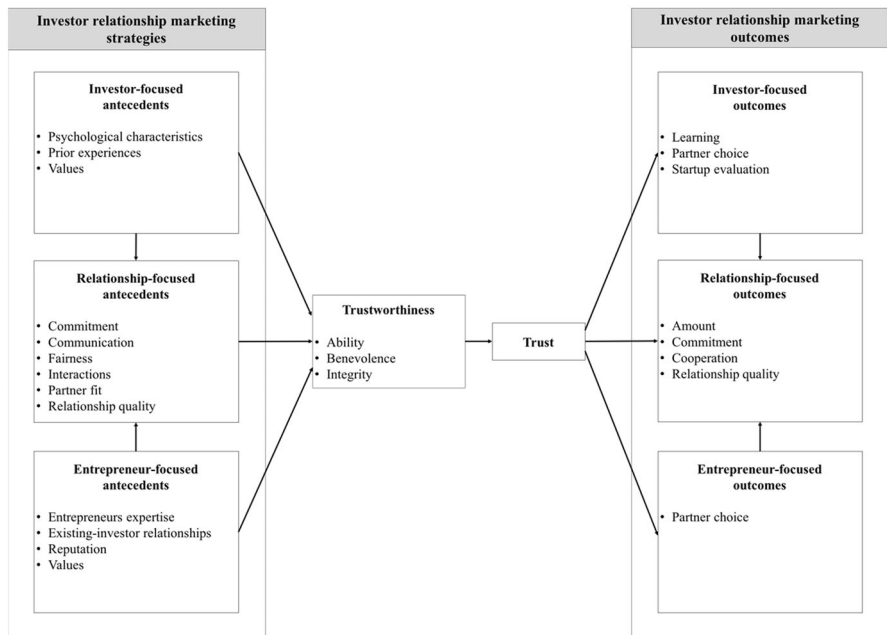 Investor relationship marketing
strategies
Investor-focused
antecedents
• Psychological characteristics
• Prior experiences
• Values
Relationship-focused
antecedents
• Commitment
• Communication
• Fairness
• Interactions
• Partner fit
• Relationship quality
Entrepreneur-focused
antecedents
• Entrepreneurs expertise
• Existing-investor relationships
• Reputation
• Values
Trustworthiness
• Ability
• Benevolence
• Integrity
Trust
Investor relationship marketing
outcomes
Investor-focused
outcomes
• Learning
• Partner choice
• Startup evaluation
Relationship-focused
outcomes
• Amount
• Commitment
• Cooperation
• Relationship quality
Entrepreneur-focused
outcomes
• Partner choice